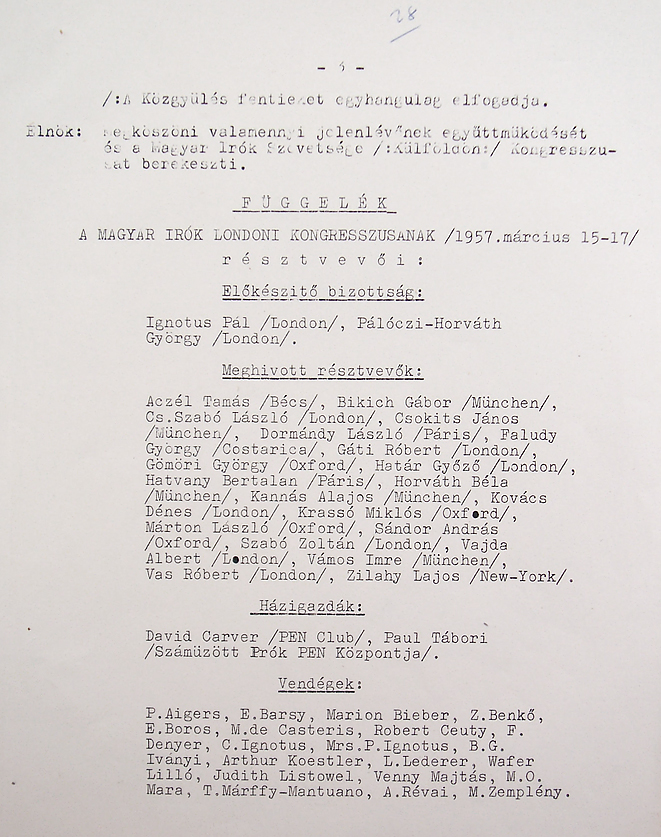 28
/:A Közgyülés fentieket egyhangulag elfogadja.
Elnök: Megköszöni valamennyi jelenlévőnek együttmüködését
és a Magyar Irók Szövetsége /:Külföldön:/ Kongresszu-
sát berekeszti.
FÜGGELÉK
A MAGYAR IRÓK LONDONI KONGRESSZUSANAK /1957.március 15-17/
résztvevői:
Előkészitő bizottság:
Ignotus Pál /London/, Pálóczi-Horváth
György /London/.
Meghivott résztvevők:
Aczél Tamás /Bécs/, Bikich Gábor /München/,
Cs.Szabó László /London/, Csokits János
/München/, Dormándy László /Páris/, Faludy
György /Costarica/, Gáti Róbert /London/,
Gömöri György /Oxford/, Határ Győző /London/,
Hatvany Bertalan /Páris/, Horváth Béla
/München/, Kannás Alajos /München/, Kovács
Dénes /London/, Krassó Miklós /Oxford/,
Márton László /Oxford/, Sándor András
/Oxford/, Szabó Zoltán /London/, Vajda
Albert /London/, Vámos Imre /München/,
Vas Róbert /London/, Zilahy Lajos /New-York/.
Házigazdák:
David Carver /PEN Club/, Paul Tábori
/Számüzött Irók PEN Központja/.
Vendégek:
P.Aigers, E.Barsy, Marion Bieber, Z.Benkő,
E.Boros, M.de Casteris, Robert Ceuty, F.
Denyer, C.Ignotus, Mrs.P.Ignotus, B.G.
Iványi, Arthur Koestler, L.Lederer, Wafer
Lilló, Judith Listowel, Venny Majtás, M.O.
Mara, T.Márffy-Mantuano, A.Révai, M.Zemplény.